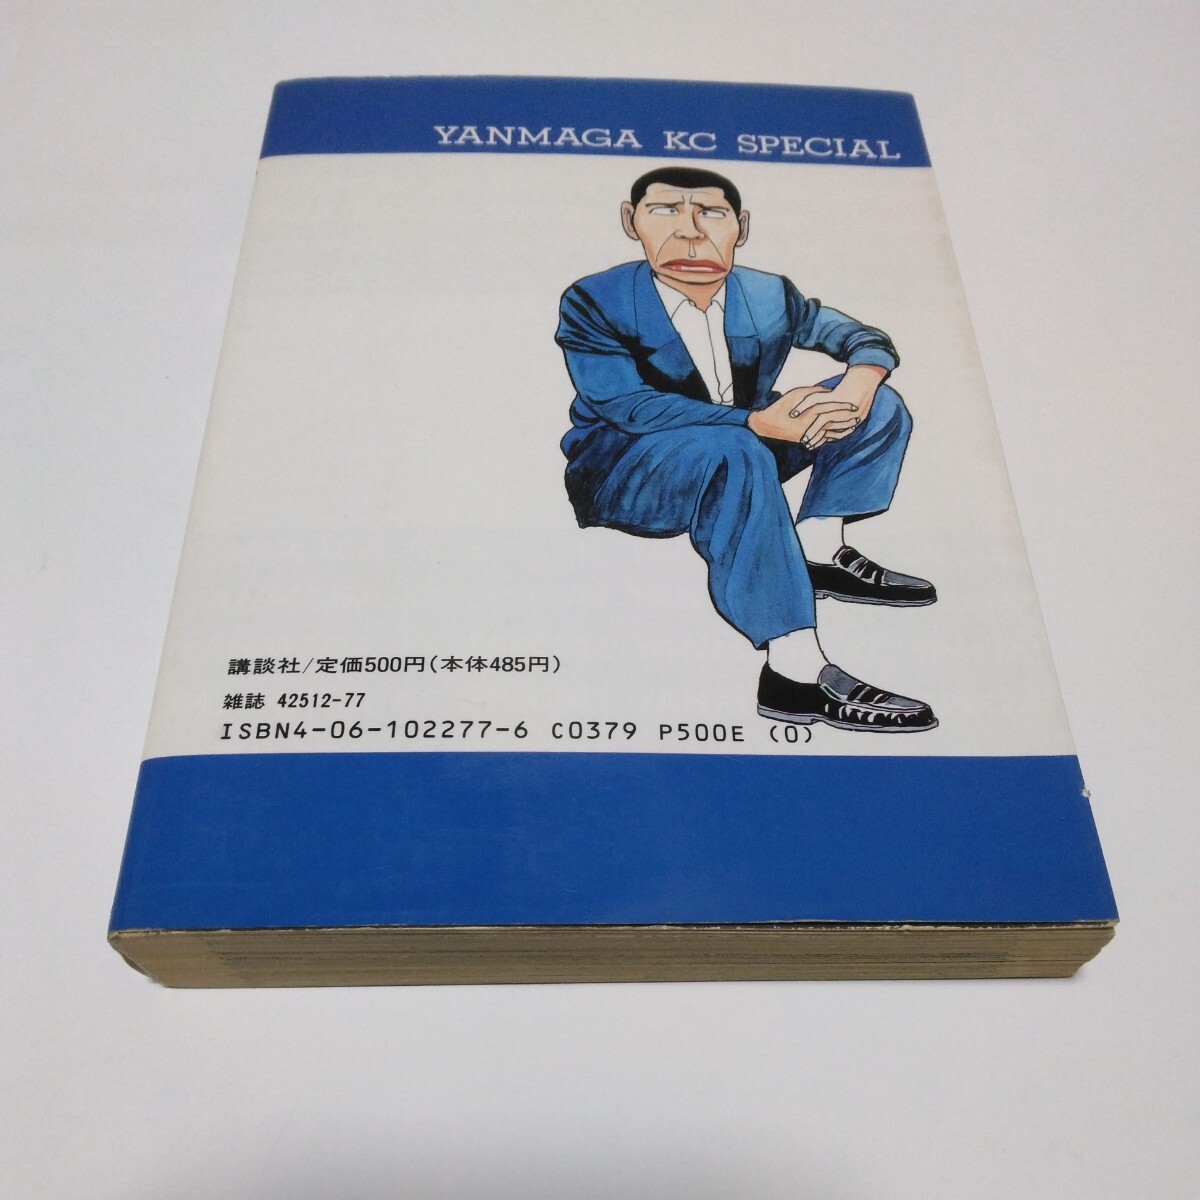 YANMAGA KC SPECIAL
講談社/定価500円(本体485円)
雑誌 42512-77
ISBN4-06-102277-6 C0379 P500E (0)